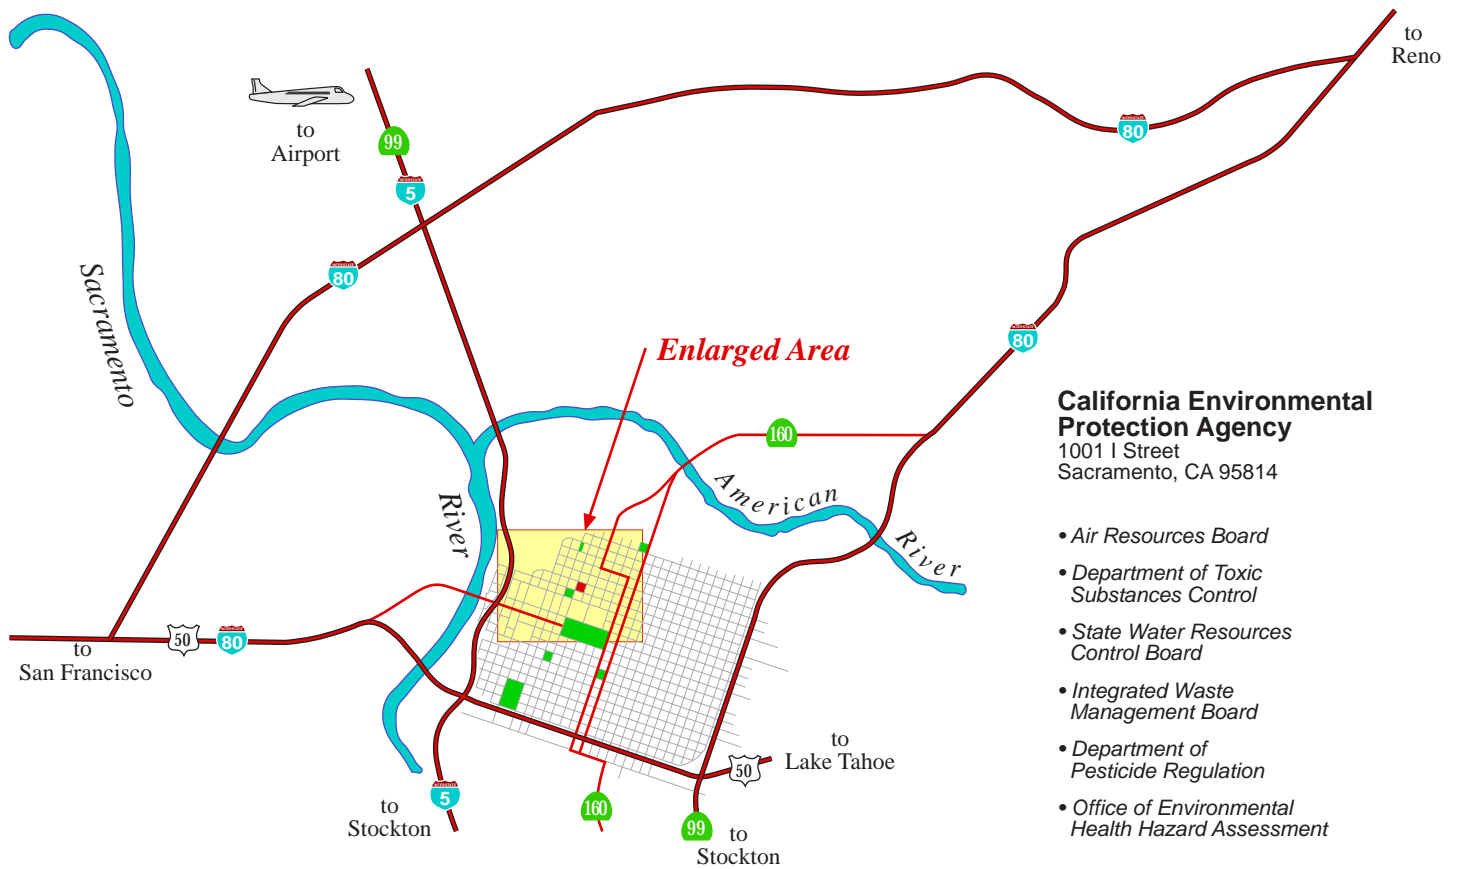 to
Reno
to
Airport
99
5
80
80
80
Sacramento
Enlarged Area
160
American
River
River
California Environmental
Protection Agency
1001 I Street
Sacramento, CA 95814
• Air Resources Board
• Department of Toxic
Substances Control
• State Water Resources
Control Board
• Integrated Waste
Management Board
• Department of
Pesticide Regulation
• Office of Environmental
Health Hazard Assessment
50
80
to
San Francisco
to
Lake Tahoe
50
5
160
99
to
Stockton
to
Stockton